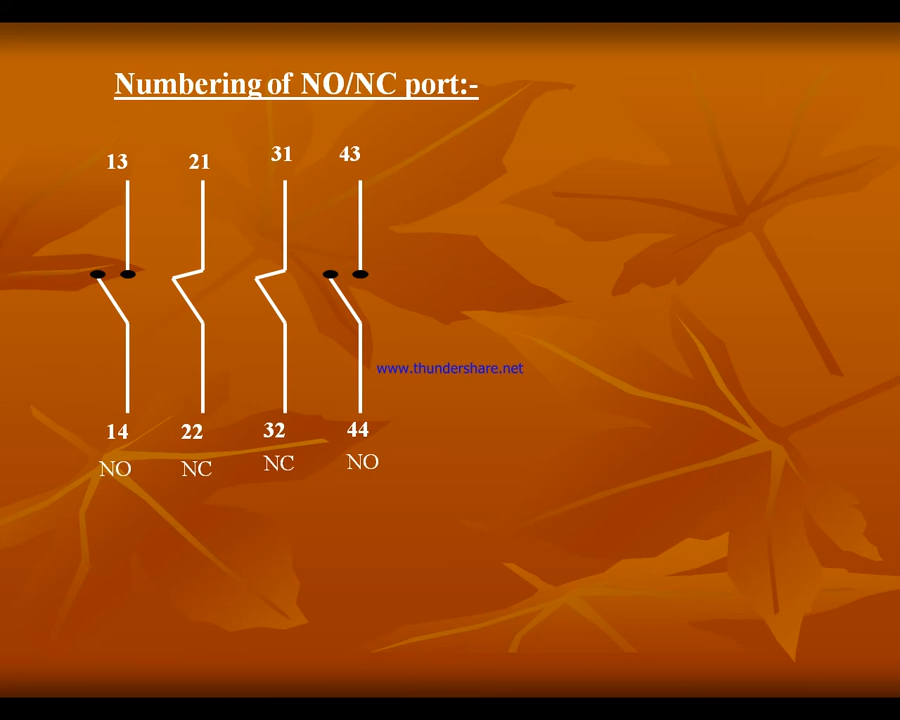 Numbering of NO/NC port:-
13 21 31 43
www.thundershare.net
14 22 32 44
NO NC NC NO